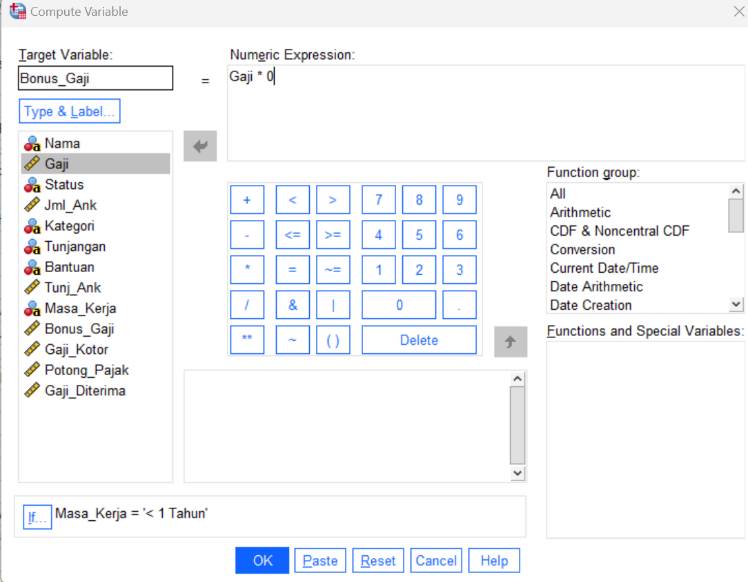 Compute Variable
Target Variable:
Bonus_Gaji
=
Numeric Expression:
Gaji * 0
Type & Label...
Nama
Gaji
Status
Jml_Ank
Kategori
Tunjangan
Bantuan
Tunj_Ank
Masa_Kerja
Bonus_Gaji
Gaji_Kotor
Potong_Pajak
Gaji_Diterima
+ < > 7 8 9
- <= >= 4 5 6
* = ~= 1 2 3
/ & | 0 .
** ~ ( ) Delete
Function group:
All
Arithmetic
CDF & Noncentral CDF
Conversion
Current Date/Time
Date Arithmetic
Date Creation
Functions and Special Variables:
If... Masa_Kerja = '< 1 Tahun'
OK Paste Reset Cancel Help